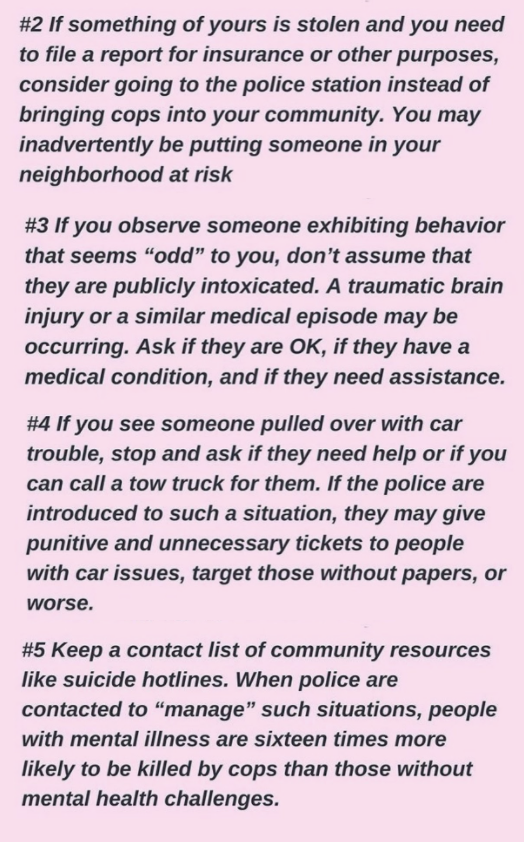 #2 If something of yours is stolen and you need
to file a report for insurance or other purposes,
consider going to the police station instead of
bringing cops into your community. You may
inadvertently be putting someone in your
neighborhood at risk
#3 If you observe someone exhibiting behavior
that seems “odd” to you, don’t assume that
they are publicly intoxicated. A traumatic brain
injury or a similar medical episode may be
occurring. Ask if they are OK, if they have a
medical condition, and if they need assistance.
#4 If you see someone pulled over with car
trouble, stop and ask if they need help or if you
can call a tow truck for them. If the police are
introduced to such a situation, they may give
punitive and unnecessary tickets to people
with car issues, target those without papers, or
worse.
#5 Keep a contact list of community resources
like suicide hotlines. When police are
contacted to “manage” such situations, people
with mental illness are sixteen times more
likely to be killed by cops than those without
mental health challenges.